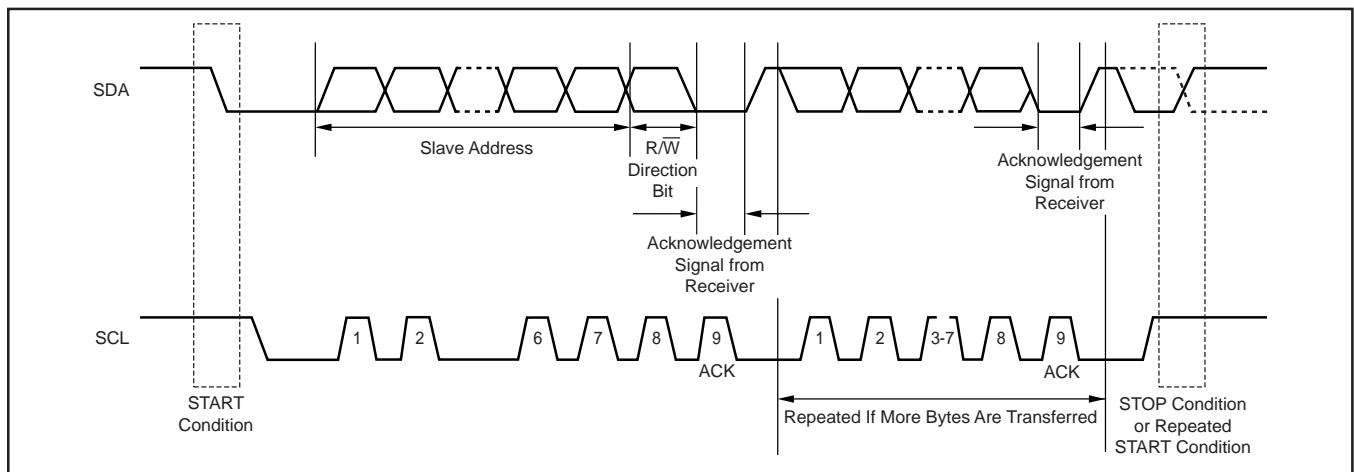 SDA
Slave Address
R/W̅
Direction
Bit
Acknowledgement
Signal from
Receiver
Acknowledgement
Signal from
Receiver
SCL
1
2
6
7
8
9
ACK
1
2
3-7
8
9
ACK
START
Condition
Repeated If More Bytes Are Transferred
STOP Condition
or Repeated
START Condition